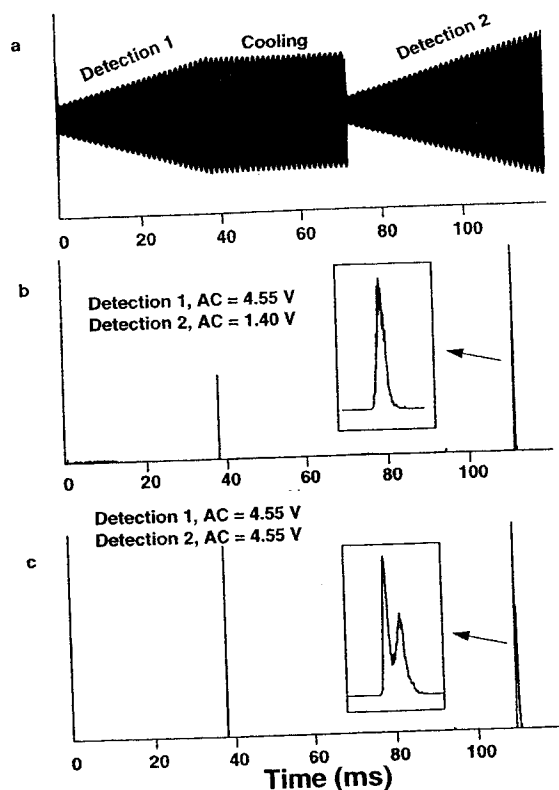 a
Detection 1
Cooling
Detection 2
0 20 40 60 80 100
b
Detection 1, AC = 4.55 V
Detection 2, AC = 1.40 V
0 20 40 60 80 100
Detection 1, AC = 4.55 V
Detection 2, AC = 4.55 V
c
0 20 40 60 80 100
Time (ms)